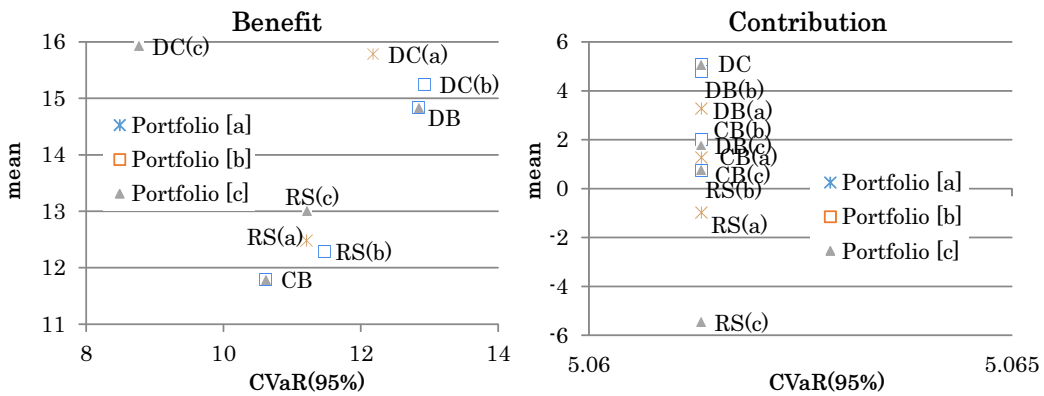 Benefit
16
15
14
13
12
11
mean
DC(c)
DC(a)
DC(b)
DB
Portfolio [a]
Portfolio [b]
Portfolio [c]
RS(c)
RS(a)
RS(b)
CB
8
10
12
14
CVaR(95%)
Contribution
6
4
2
0
-2
-4
-6
mean
DC
DB(b)
DB(a)
CB(b)
DB(c)
CB(a)
CB(c)
RS(b)
RS(a)
RS(c)
Portfolio [a]
Portfolio [b]
Portfolio [c]
5.06
5.065
CVaR(95%)